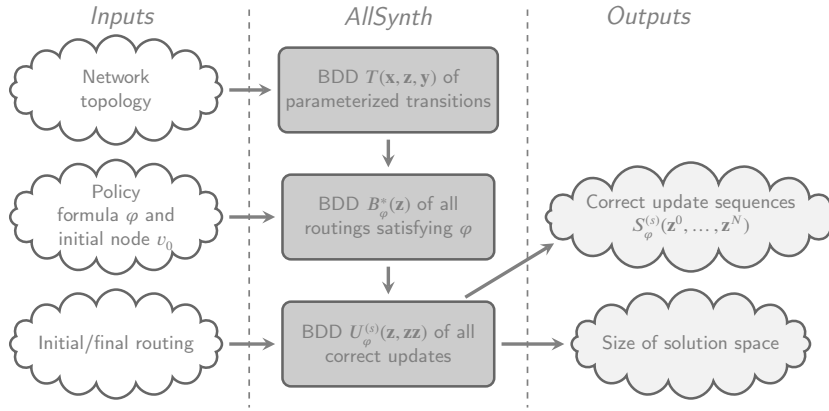 Inputs
AllSynth
Outputs
Network
topology
BDD T(x, z, y) of
parameterized transitions
Policy
formula φ and
initial node v₀
BDD B*φ(z) of all
routings satisfying φ
Correct update sequences
Sφ⁽ˢ⁾(z⁰, … , zᴺ)
Initial/final routing
BDD Uφ⁽ˢ⁾(z, zz) of all
correct updates
Size of solution space